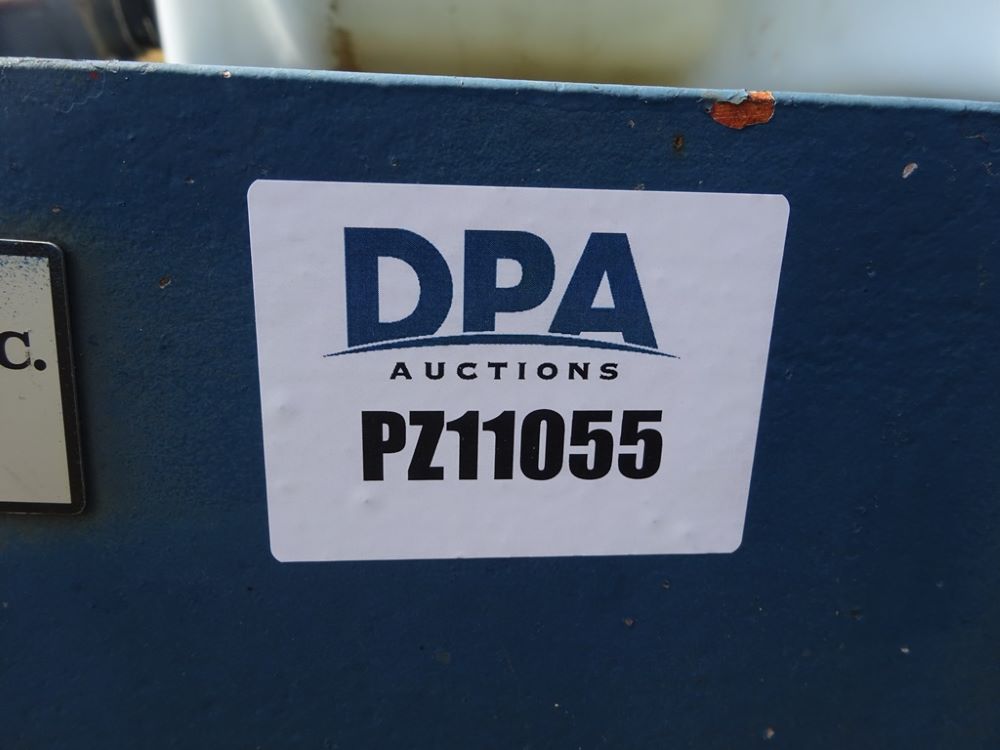 C.
DPA
AUCTIONS
PZ11055